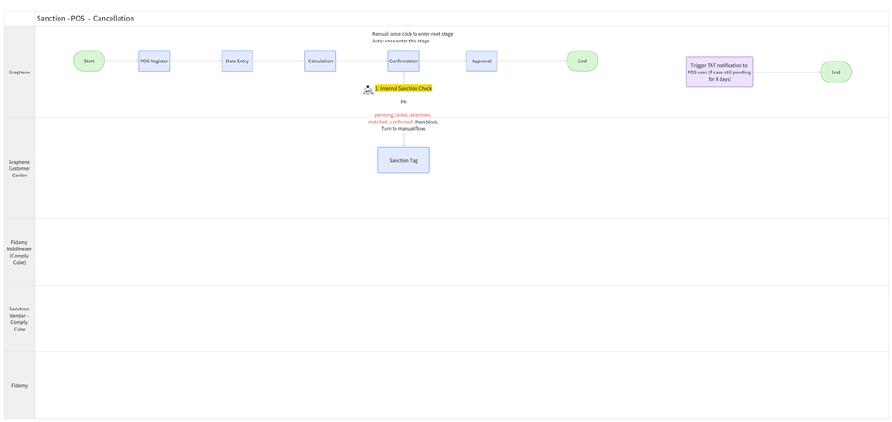 Sanction - POS - Cancellation
Manual: once click to enter next stage
Auto: once enter this stage
Start
POS Register
Data Entry
Calculation
Confirmation
Approval
End
Graphene
Trigger TAT notification to
POS user (if case still pending
for X days)
End
1. Internal Sanction Check
pending, failed, attention,
matched, confirmed, then block.
Turn to manual flow.
Graphene
Customer
Center
Sanction Tag
Middleware
(Comply
Cube)
Sanction
Vendor -
Comply
Cube